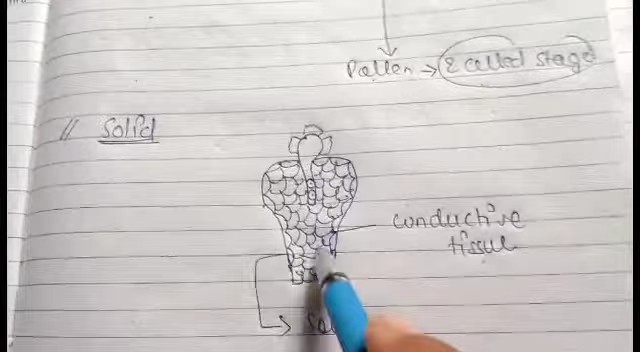 Pollen → 2 celled stage
// Solid
conductive
tissue